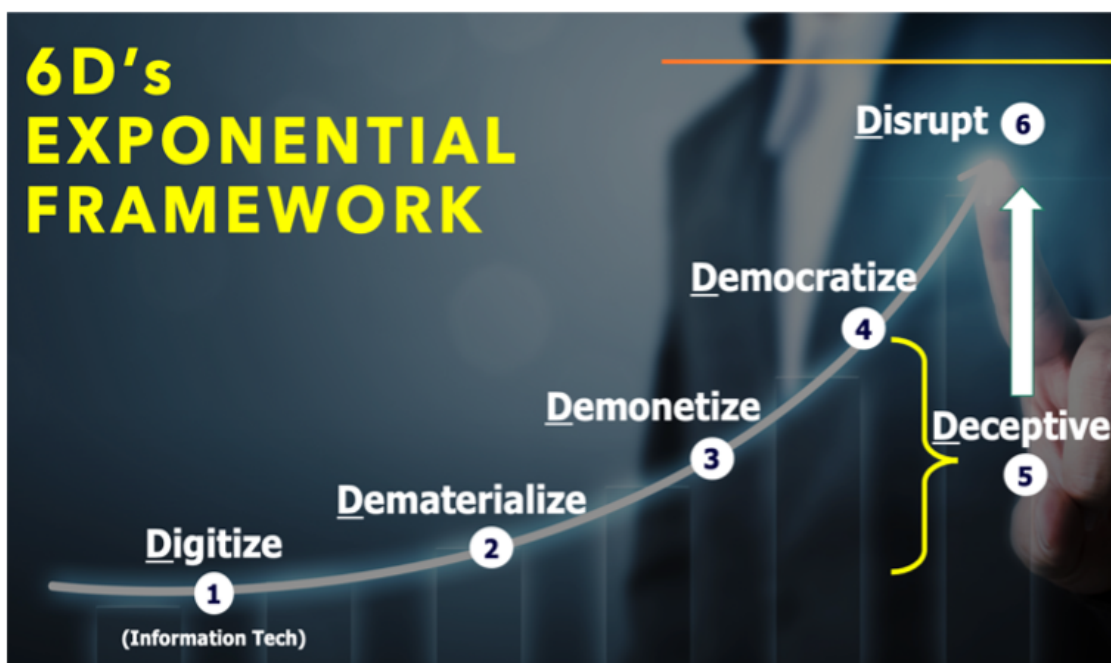 6D's
EXPONENTIAL
FRAMEWORK
Disrupt 6
Democratize
4
Demonetize
3
Deceptive
5
Dematerialize
2
Digitize
1
(Information Tech)